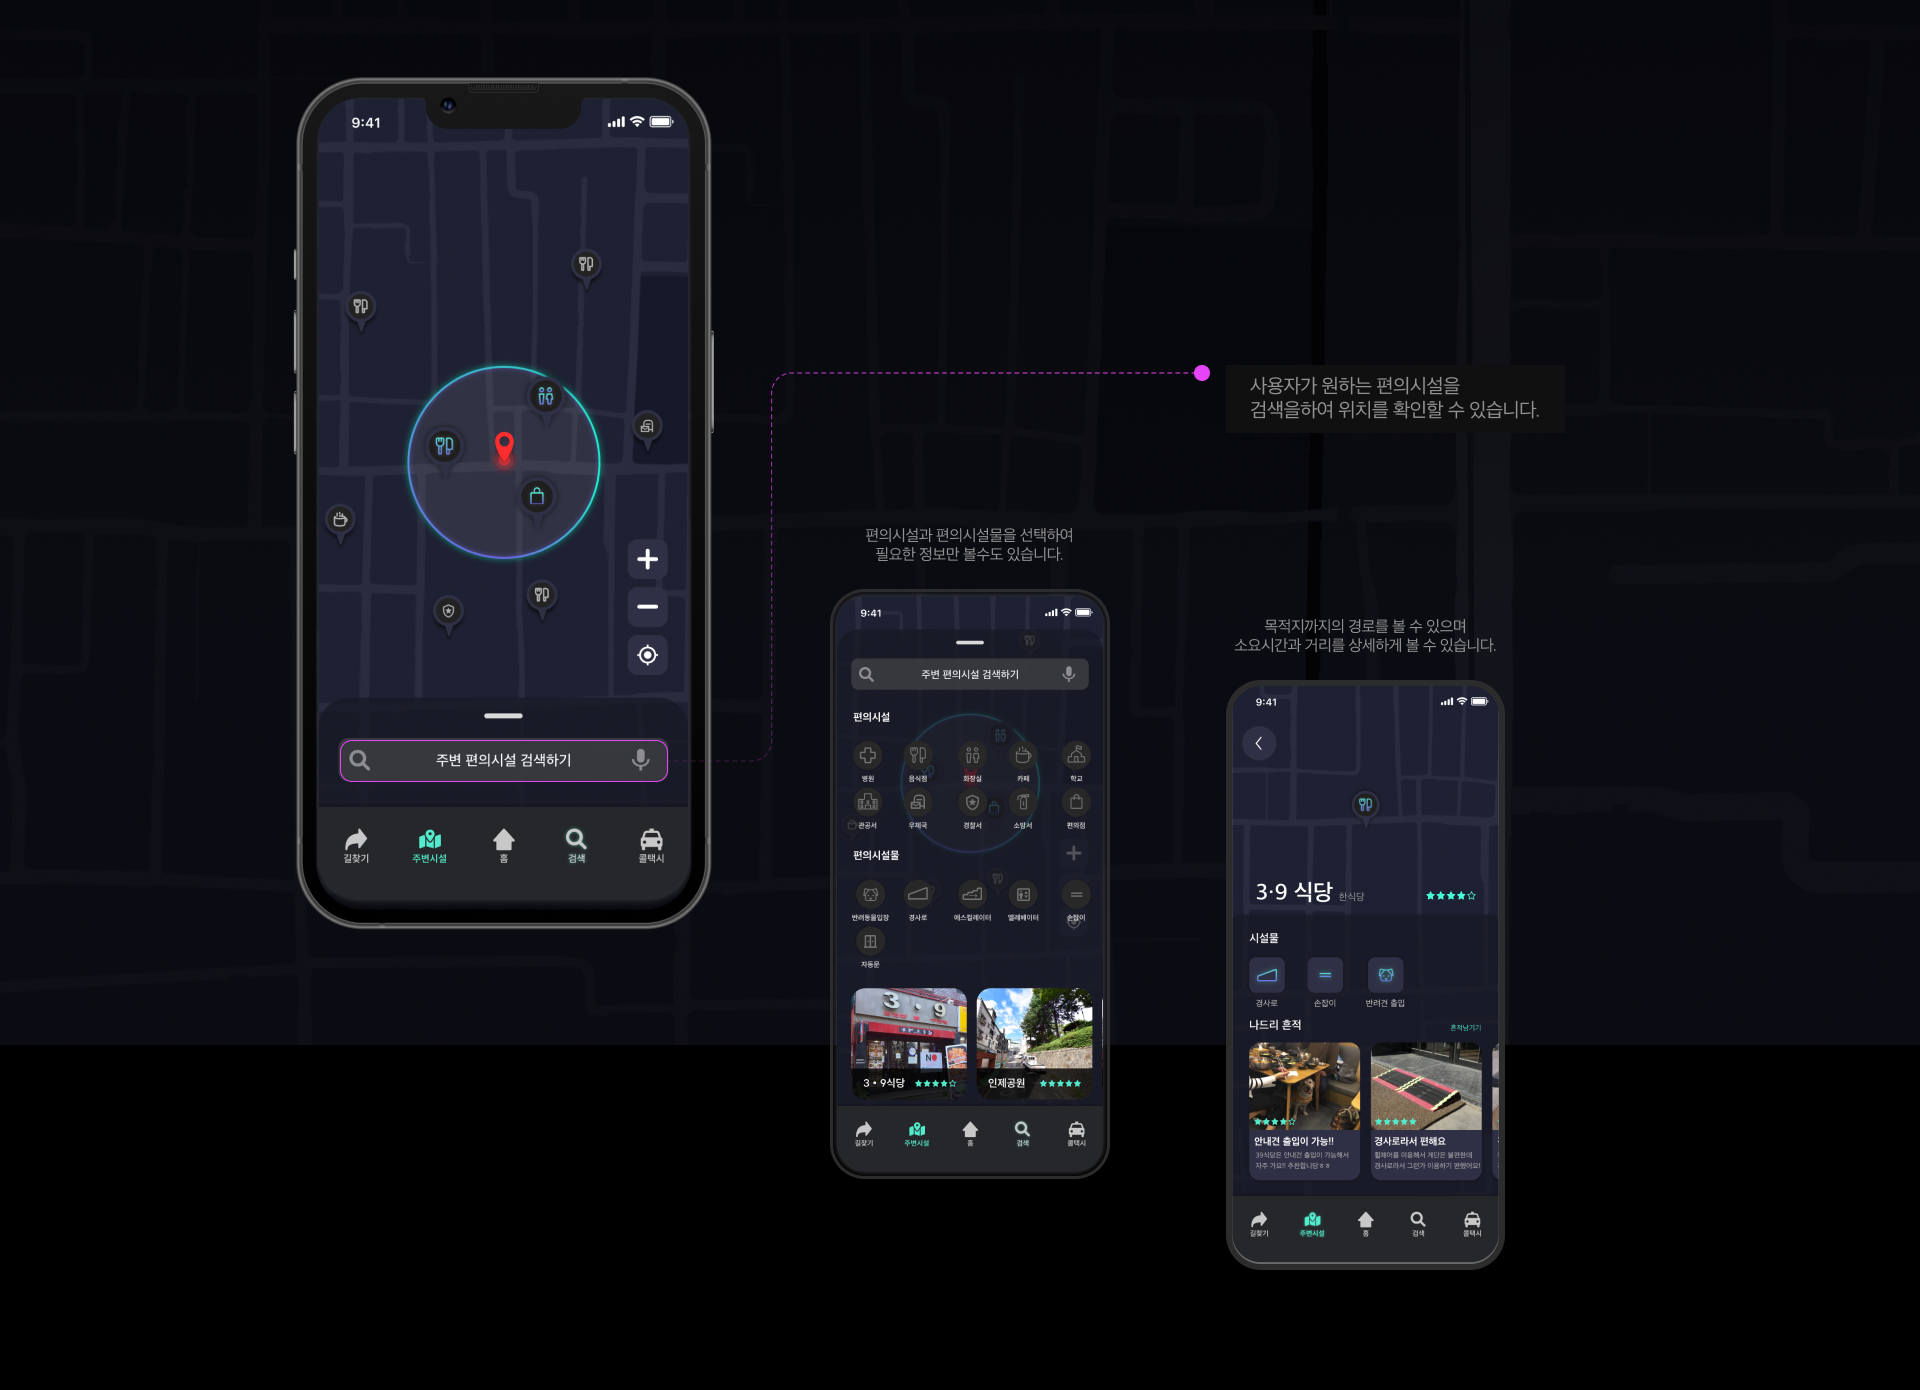 9:41
주변 편의시설 검색하기
길찾기
주변시설
홈
검색
콜택시
사용자가 원하는 편의시설을
검색을하여 위치를 확인할 수 있습니다.
편의시설과 편의시설물을 선택하여
필요한 정보만 볼수도 있습니다.
9:41
주변 편의시설 검색하기
편의시설
병원
음식점
화장실
카페
학교
관공서
우체국
경찰서
소방서
편의점
편의시설물
반려동물입장
경사로
에스컬레이터
엘레베이터
손잡이
자동문
3 · 9
NO
3 • 9식당
인제공원
길찾기
주변시설
홈
검색
콜택시
목적지까지의 경로를 볼 수 있으며
소요시간과 거리를 상세하게 볼 수 있습니다.
9:41
3·9 식당 한식당
시설물
경사로
손잡이
반려견 출입
나드리 흔적
흔적남기기
안내견 출입이 가능!!
39식당은 안내견 출입이 가능해서
자주 가요!! 추천합니당ㅎㅎ
경사로라서 편해요
휠체어를 이용해서 계단은 불편한데
경사로라서 그런가 이용하기 편했어요!
길찾기
주변시설
홈
검색
콜택시